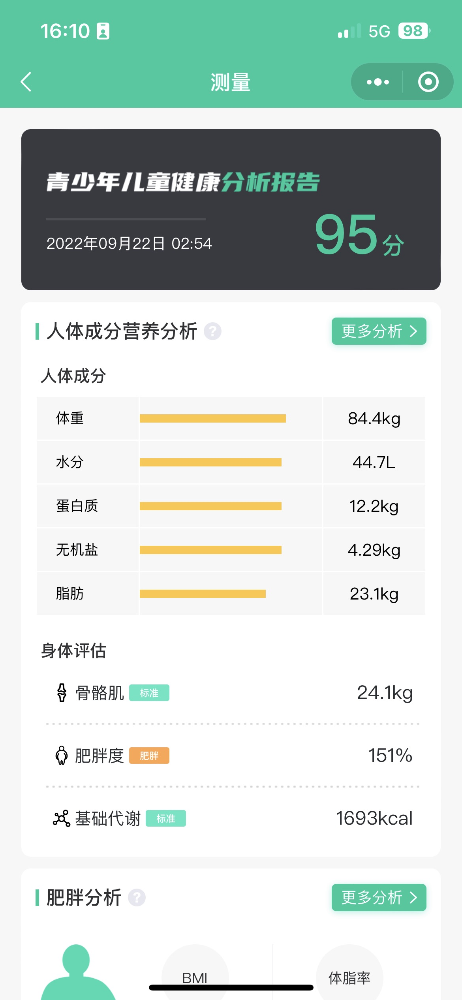 16:10
5G 98
测量
青少年儿童健康分析报告
2022年09月22日 02:54
95分
人体成分营养分析 ?
更多分析
人体成分
体重 84.4kg
水分 44.7L
蛋白质 12.2kg
无机盐 4.29kg
脂肪 23.1kg
身体评估
骨骼肌 标准 24.1kg
肥胖度 肥胖 151%
基础代谢 标准 1693kcal
肥胖分析 ?
更多分析
BMI
体脂率